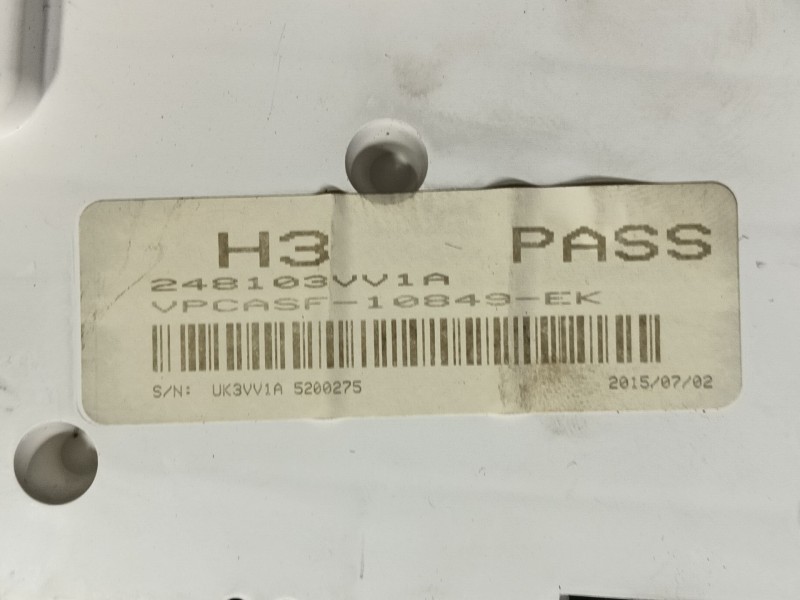 H3 PASS
248103VV1A
VPCASF-10849-EK
S/N: UK3VV1A 5200275 2015/07/02